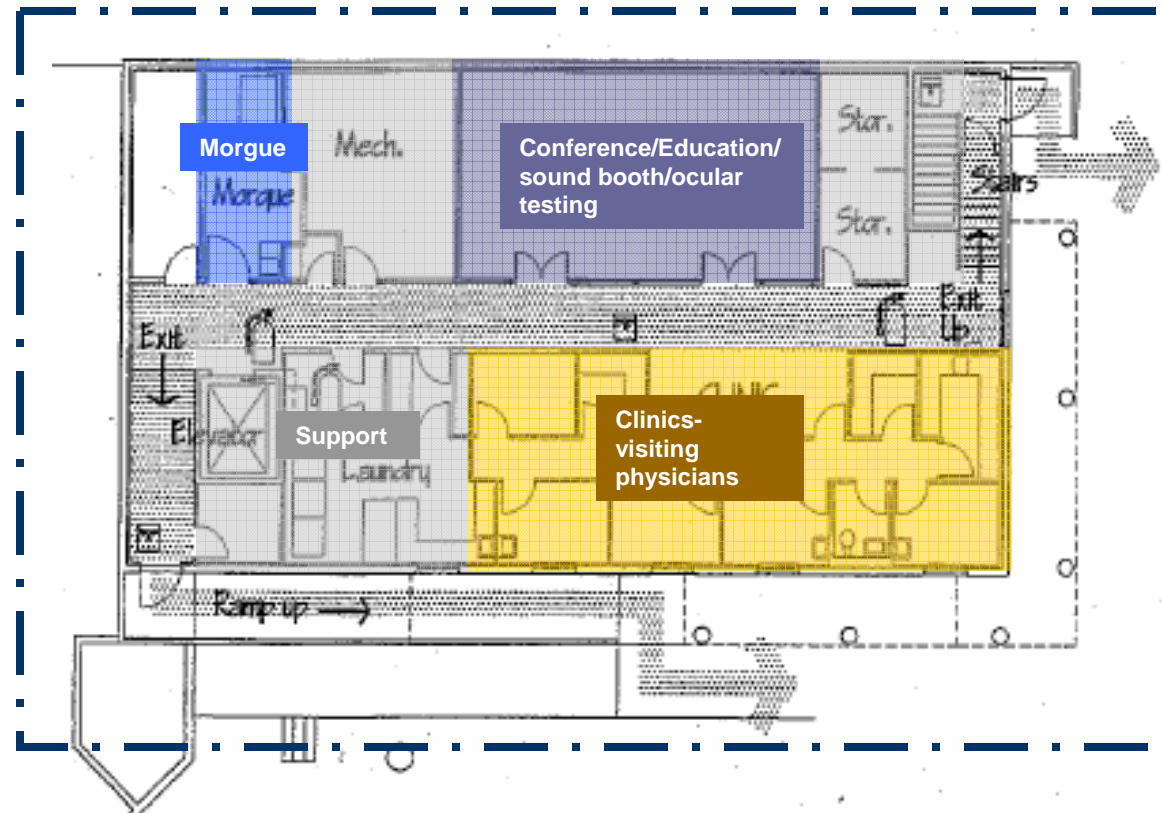 Morgue
Morgue
Mech.
Conference/Education/
sound booth/ocular
testing
Stor.
Stor.
Stairs
Exit
Up
Exit
Elevator
Support
Laundry
CLINIC
Clinics-
visiting
physicians
Ramp up